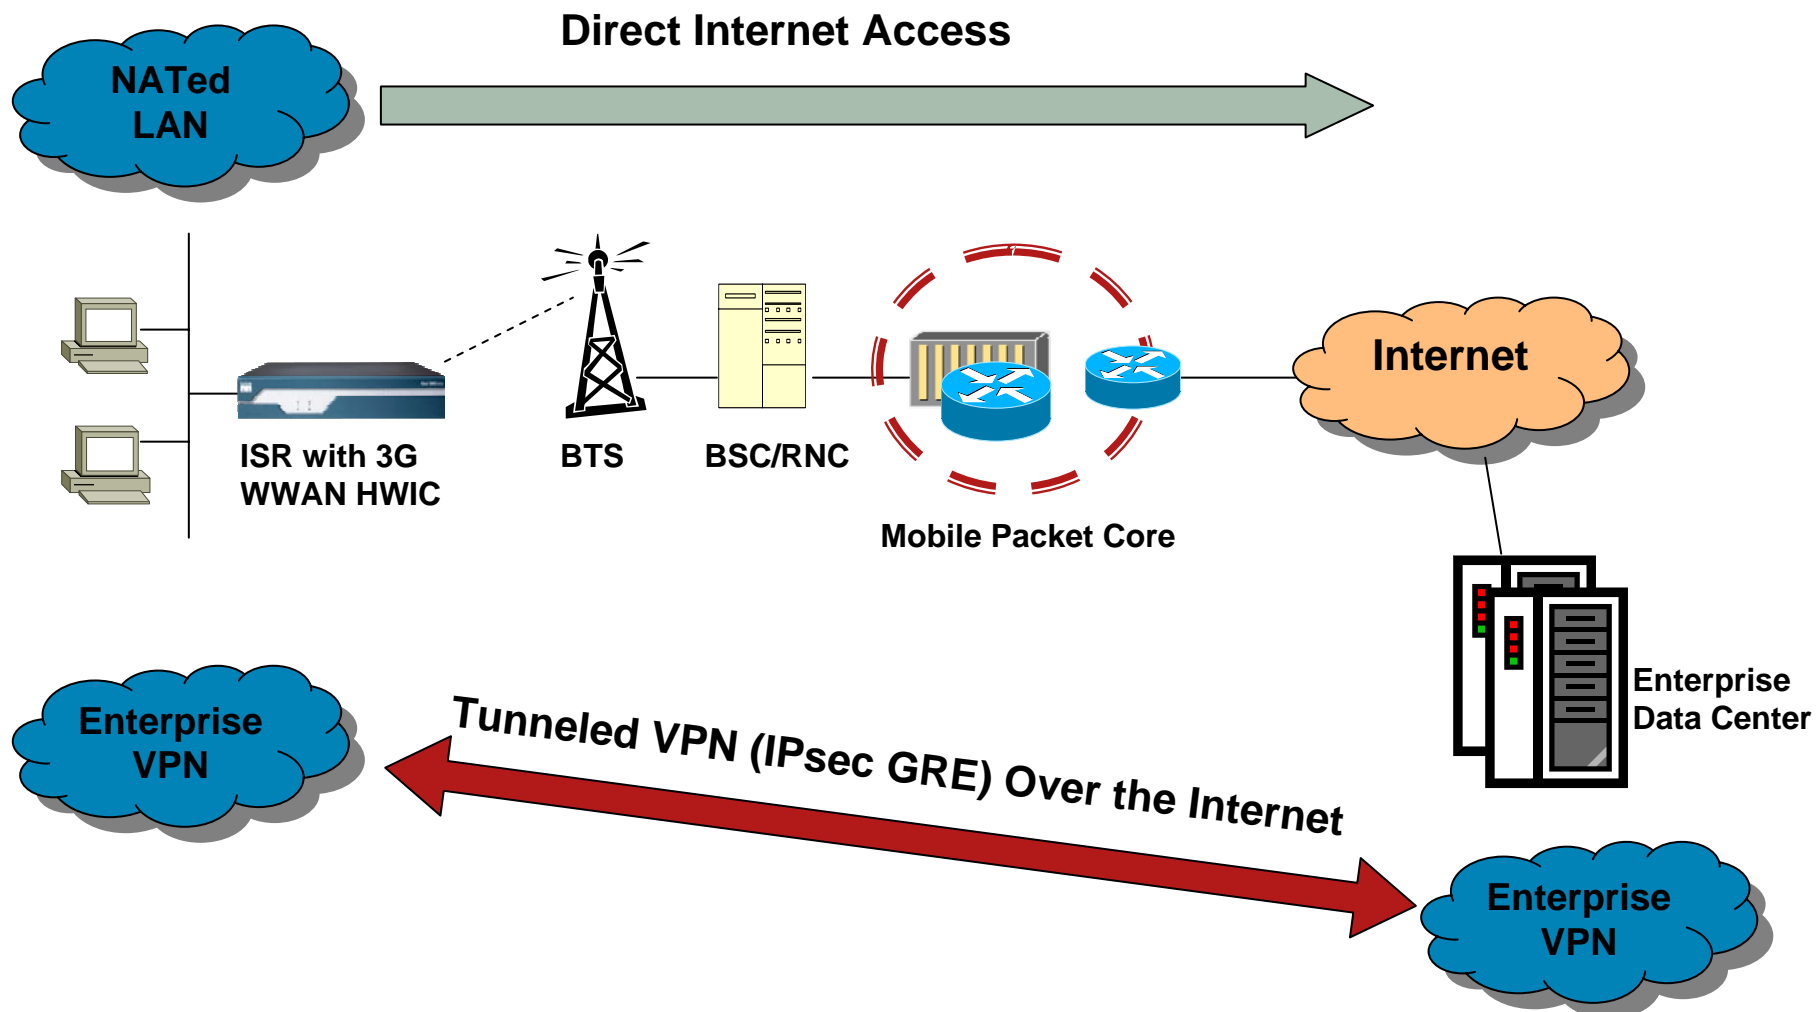 Direct Internet Access
NATed
LAN
Internet
ISR with 3G
WWAN HWIC
BTS
BSC/RNC
Mobile Packet Core
Enterprise
Data Center
Enterprise
VPN
Tunneled VPN (IPsec GRE) Over the Internet
Enterprise
VPN